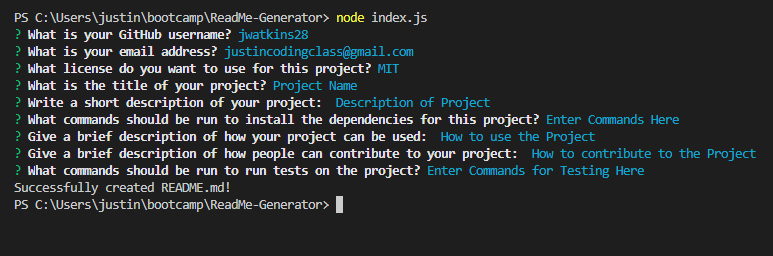 PS C:\Users\justin\bootcamp\ReadMe-Generator> node index.js
? What is your GitHub username? jwatkins28
? What is your email address? justincodingclass@gmail.com
? What license do you want to use for this project? MIT
? What is the title of your project? Project Name
? Write a short description of your project:  Description of Project
? What commands should be run to install the dependencies for this project? Enter Commands Here
? Give a brief description of how your project can be used:  How to use the Project
? Give a brief description of how people can contribute to your project:  How to contribute to the Project
? What commands should be run to run tests on the project? Enter Commands for Testing Here
Successfully created README.md!
PS C:\Users\justin\bootcamp\ReadMe-Generator>